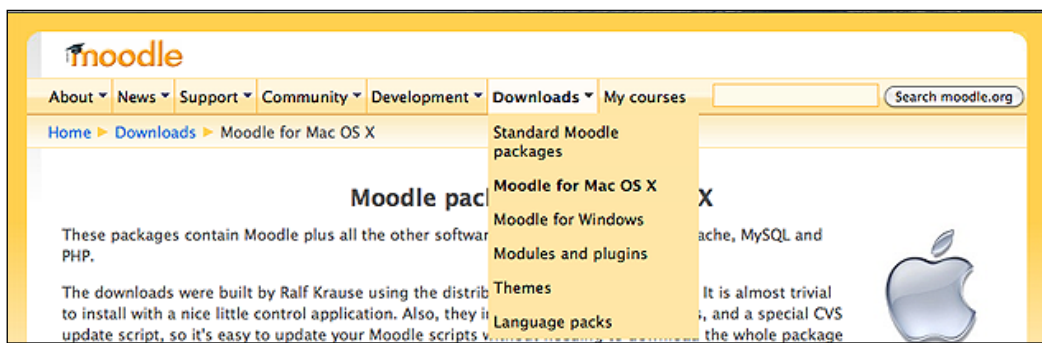 moodle
About News Support Community Development Downloads My courses Search moodle.org
Home Downloads Moodle for Mac OS X
Standard Moodle
packages
Moodle for Mac OS X
Moodle for Windows
Modules and plugins
Themes
Language packs
Moodle X
These packages contain Moodle plus all the other MySQL and
PHP.
The downloads were built by Ralf Krause using the It is almost trivial
to install with a nice little control application. Also, they and a special CVS
update script, so it's easy to update your Moodle scripts the whole package